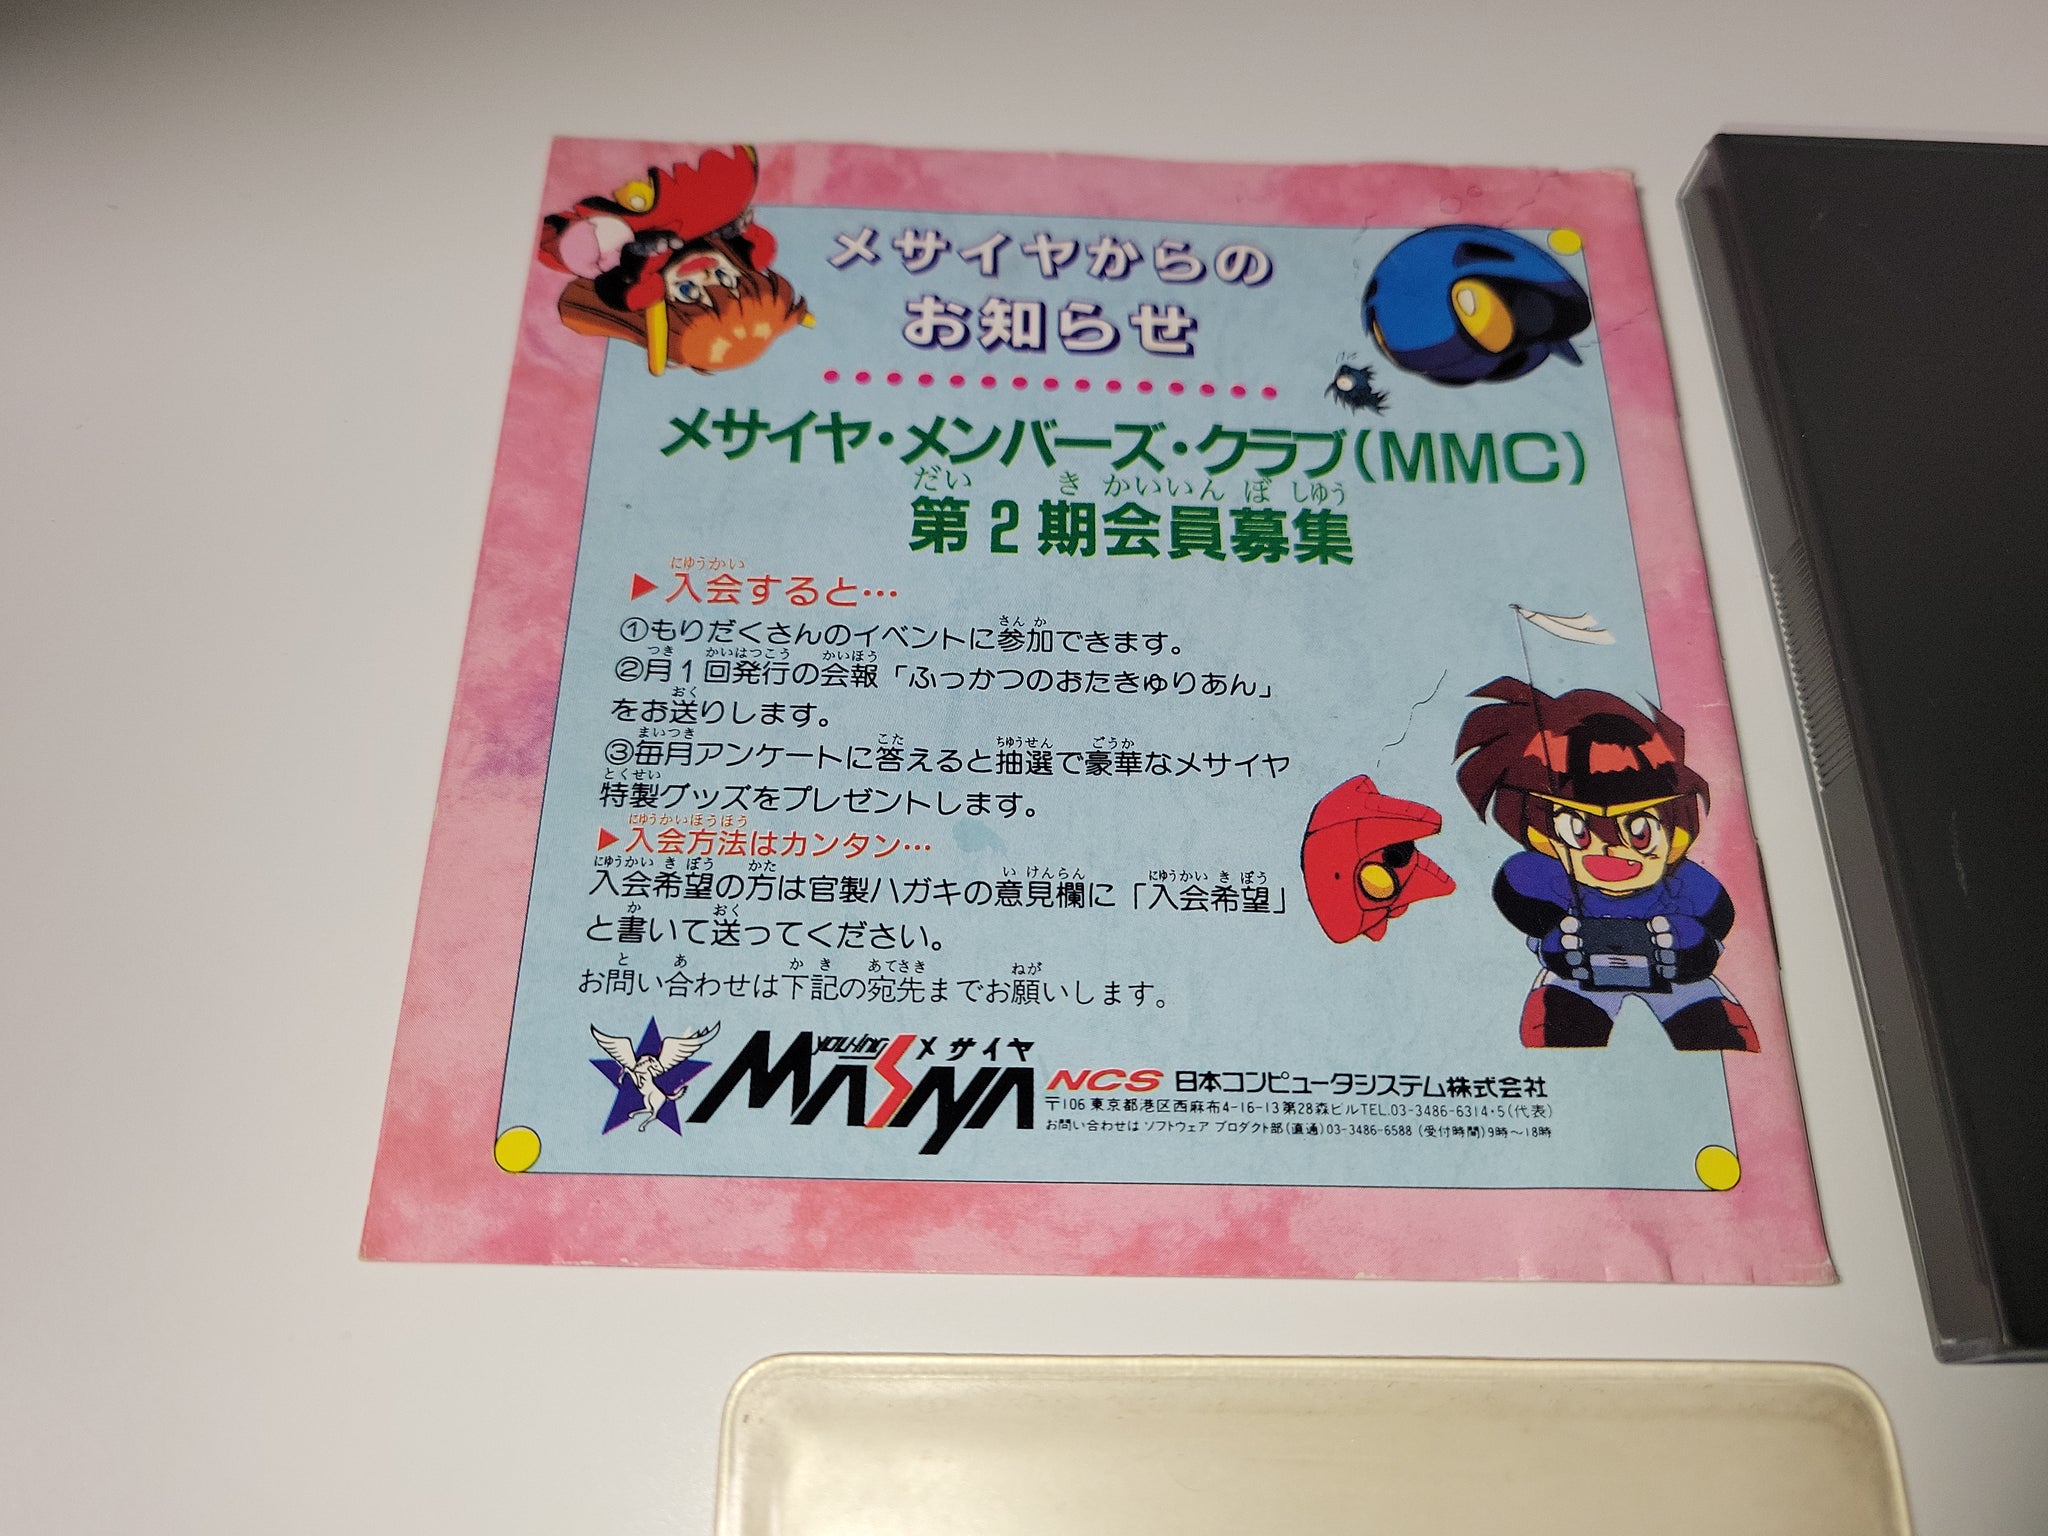 メサイヤからの
お知らせ
メサイヤ・メンバーズ・クラブ(MMC)
だい き かいいん ぼ しゆう
第2期会員募集
にゆうかい
▶入会すると…
さん か
①もりだくさんのイベントに参加できます。
つき かいはつこう かいほう
②月1回発行の会報「ふっかつのおたきゅりあん」
おく
をお送りします。
まいつき こた ちゆうせん ごうか
③毎月アンケートに答えると抽選で豪華なメサイヤ
とくせい
特製グッズをプレゼントします。
にゆうかいほうほう
▶入会方法はカンタン…
にゆうかい き ぼう かた い けんらん にゆうかい き ぼう
入会希望の方は官製ハガキの意見欄に「入会希望」
か おく
と書いて送ってください。
と あ か き あてさき ねが
お問い合わせは下記の宛先までお願いします。
メサイヤ
MASAYA
NCS 日本コンピュータシステム株式会社
〒106 東京都港区西麻布4-16-13第28森ビルTEL.03-3486-6314・5(代表)
お問い合わせは ソフトウェア プロダクト部(直通)03-3486-6588 (受付時間)9時〜18時